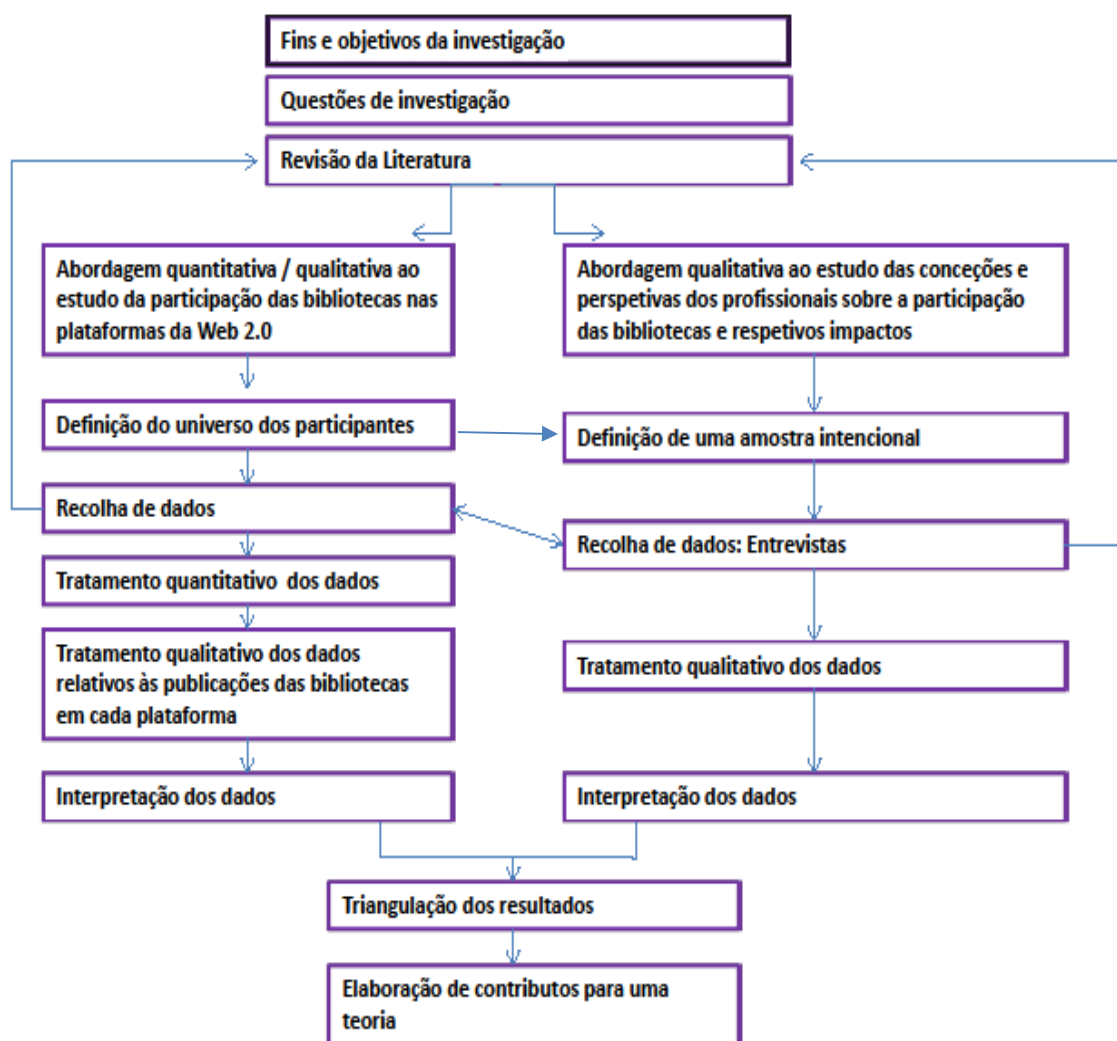 Fins e objetivos da investigação
Questões de investigação
Revisão da Literatura
Abordagem quantitativa / qualitativa ao
estudo da participação das bibliotecas nas
plataformas da Web 2.0
Abordagem qualitativa ao estudo das conceções e
perspetivas dos profissionais sobre a participação
das bibliotecas e respetivos impactos
Definição do universo dos participantes
Definição de uma amostra intencional
Recolha de dados
Recolha de dados: Entrevistas
Tratamento quantitativo dos dados
Tratamento qualitativo dos dados
relativos às publicações das bibliotecas
em cada plataforma
Tratamento qualitativo dos dados
Interpretação dos dados
Interpretação dos dados
Triangulação dos resultados
Elaboração de contributos para uma
teoria